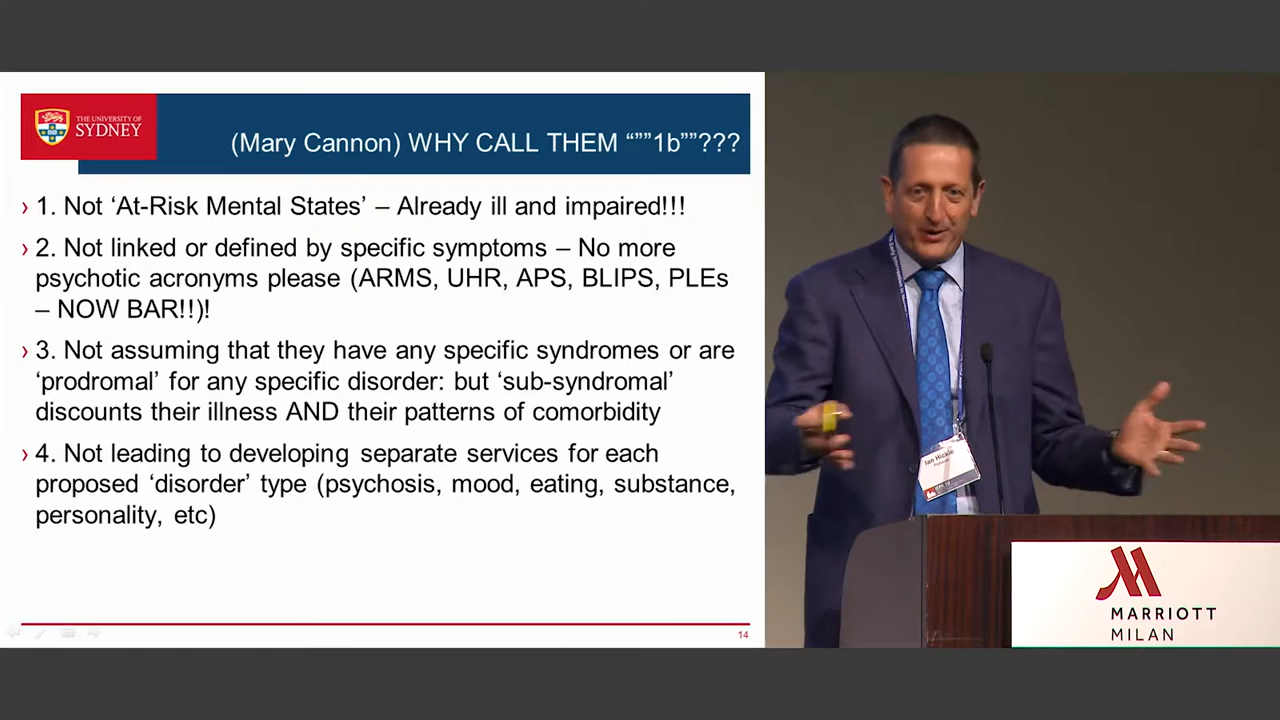 THE UNIVERSITY OF
SYDNEY
(Mary Cannon) WHY CALL THEM “””1b””???
› 1. Not ‘At-Risk Mental States’ – Already ill and impaired!!!
› 2. Not linked or defined by specific symptoms – No more
psychotic acronyms please (ARMS, UHR, APS, BLIPS, PLEs
– NOW BAR!!)!
› 3. Not assuming that they have any specific syndromes or are
‘prodromal’ for any specific disorder: but ‘sub-syndromal’
discounts their illness AND their patterns of comorbidity
› 4. Not leading to developing separate services for each
proposed ‘disorder’ type (psychosis, mood, eating, substance,
personality, etc)
14
Ian Hickie
MARRIOTT
MILAN